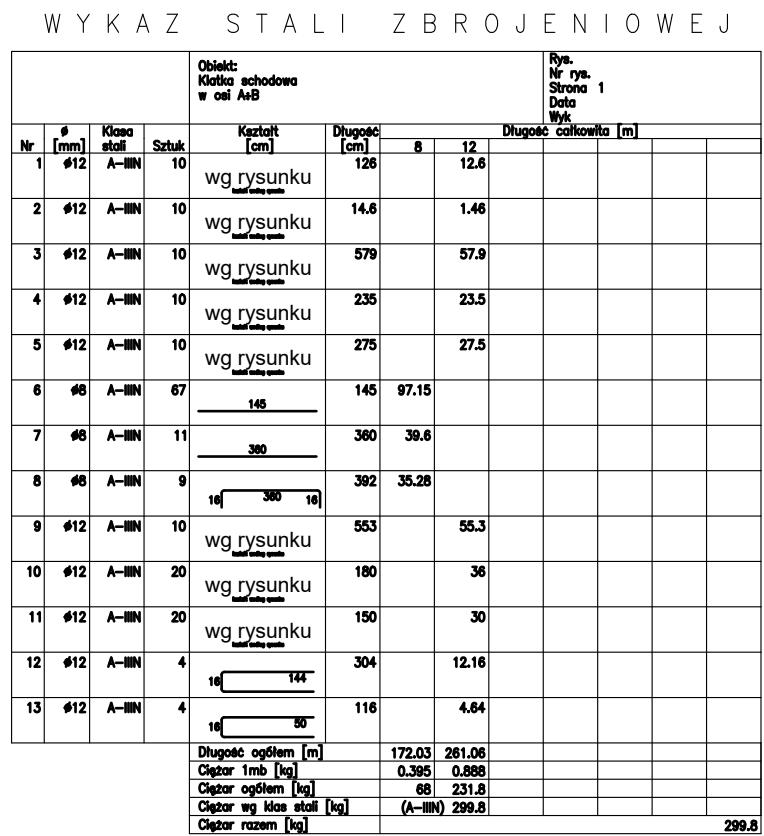 WYKAZ STALI ZBROJENIOWEJ
Obiekt:
Klatka schodowa
w osi A÷B
Rys.
Nr rys.
Strona 1
Data
Wyk
Nr ø [mm] Klasa stali Sztuk Kształt [cm] Długość [cm] Długość całkowita [m]
8 12
1 ø12 A-IIIN 10 wg rysunku 126 12.6
2 ø12 A-IIIN 10 wg rysunku 14.6 1.46
3 ø12 A-IIIN 10 wg rysunku 579 57.9
4 ø12 A-IIIN 10 wg rysunku 235 23.5
5 ø12 A-IIIN 10 wg rysunku 275 27.5
6 ø8 A-IIIN 67 145 145 97.15
7 ø8 A-IIIN 11 360 360 39.6
8 ø8 A-IIIN 9 16 360 16 392 35.28
9 ø12 A-IIIN 10 wg rysunku 553 55.3
10 ø12 A-IIIN 20 wg rysunku 180 36
11 ø12 A-IIIN 20 wg rysunku 150 30
12 ø12 A-IIIN 4 16 144 304 12.16
13 ø12 A-IIIN 4 16 50 116 4.64
Długość ogółem [m] 172.03 261.06
Ciężar 1mb [kg] 0.395 0.888
Ciężar ogółem [kg] 68 231.8
Ciężar wg klas stali [kg] (A-IIIN) 299.8
Ciężar razem [kg] 299.8